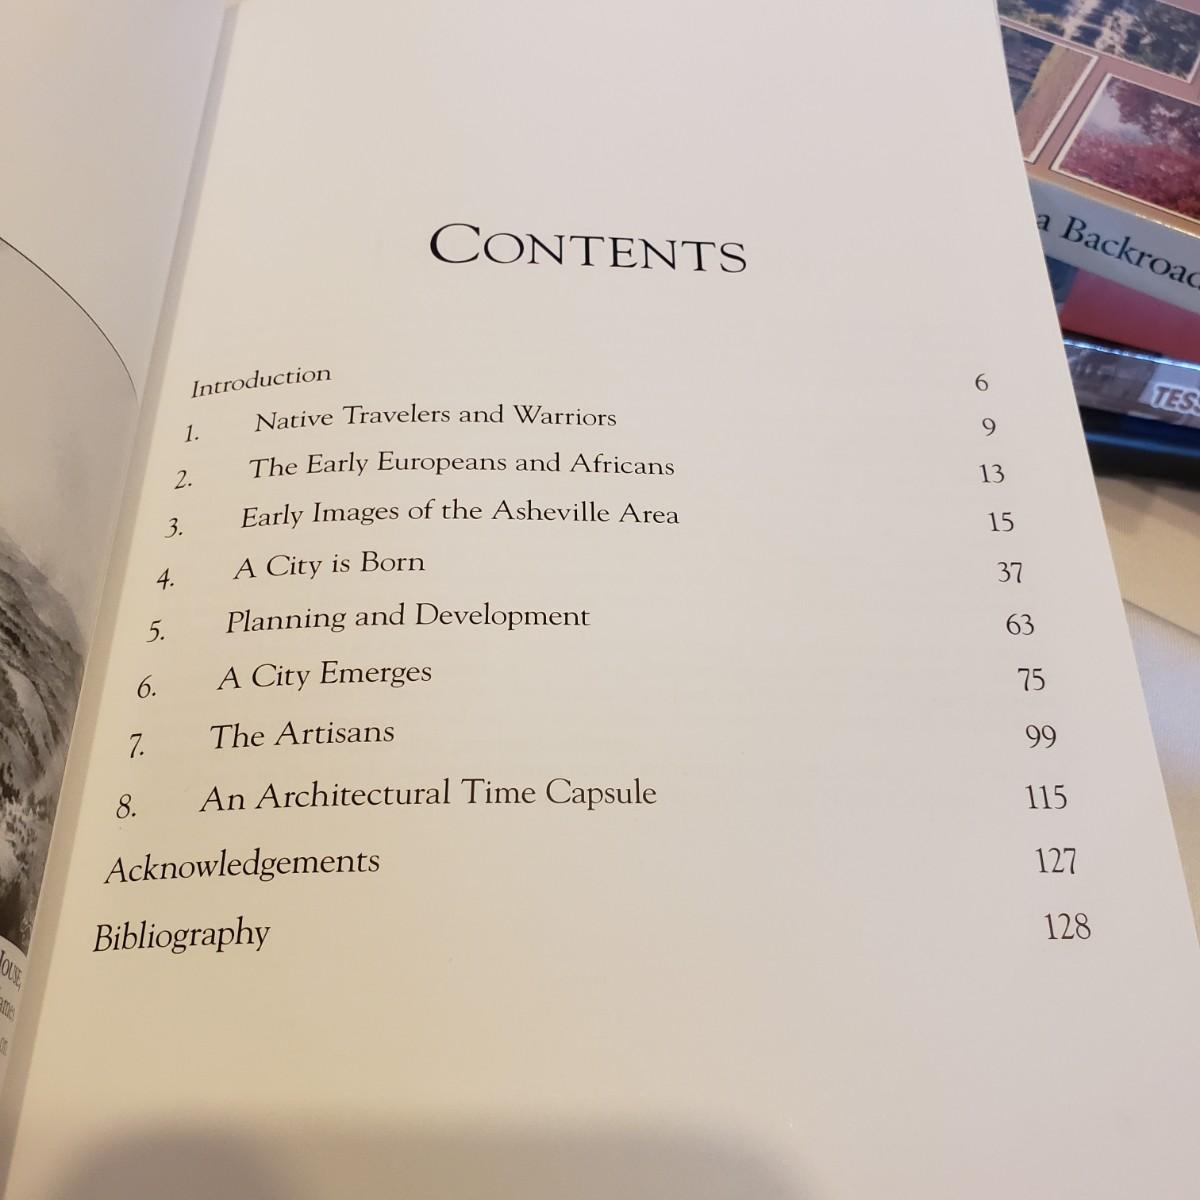 CONTENTS
Introduction 6
1. Native Travelers and Warriors 9
2. The Early Europeans and Africans 13
3. Early Images of the Asheville Area 15
4. A City is Born 37
5. Planning and Development 63
6. A City Emerges 75
7. The Artisans 99
8. An Architectural Time Capsule 115
Acknowledgements 127
Bibliography 128
a Backroad
TES